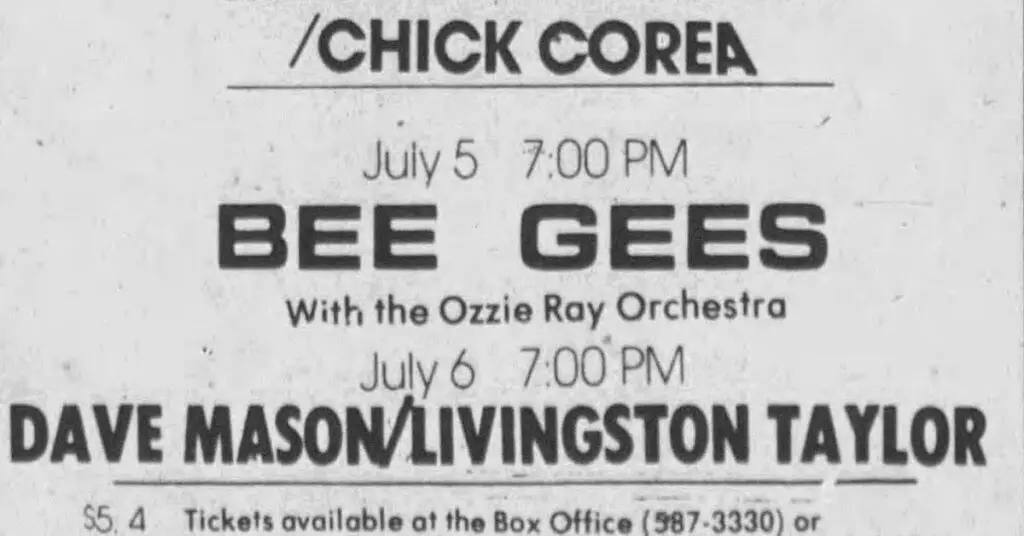 /CHICK COREA
July 5 7:00 PM
BEE GEES
With the Ozzie Ray Orchestra
July 6 7:00 PM
DAVE MASON/LIVINGSTON TAYLOR
$5, 4 Tickets available at the Box Office (987-3330) or